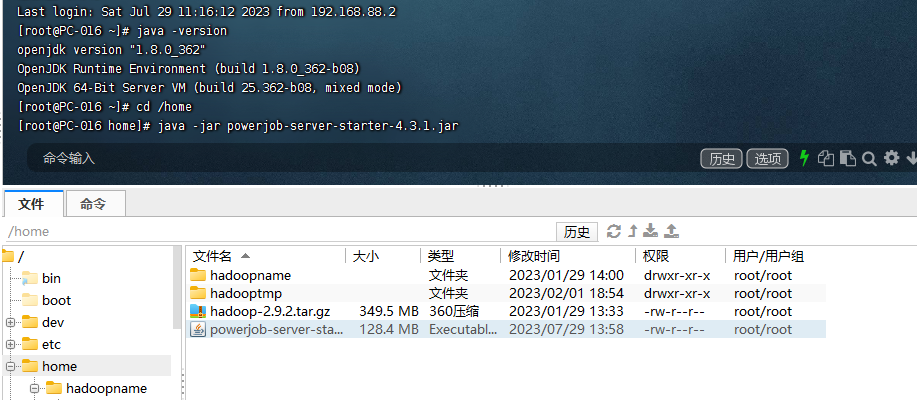 Last login: Sat Jul 29 11:16:12 2023 from 192.168.88.2
[root@PC-016 ~]# java -version
openjdk version "1.8.0_362"
OpenJDK Runtime Environment (build 1.8.0_362-b08)
OpenJDK 64-Bit Server VM (build 25.362-b08, mixed mode)
[root@PC-016 ~]# cd /home
[root@PC-016 home]# java -jar powerjob-server-starter-4.3.1.jar
命令输入 历史 选项
文件 命令
/home 历史
/
bin
boot
dev
etc
home
hadoopname
文件名 大小 类型 修改时间 权限 用户/用户组
hadoopname 文件夹 2023/01/29 14:00 drwxr-xr-x root/root
hadooptmp 文件夹 2023/02/01 18:54 drwxr-xr-x root/root
hadoop-2.9.2.tar.gz 349.5 MB 360压缩 2023/01/29 13:33 -rw-r--r-- root/root
powerjob-server-sta... 128.4 MB Executabl... 2023/07/29 13:58 -rw-r--r-- root/root